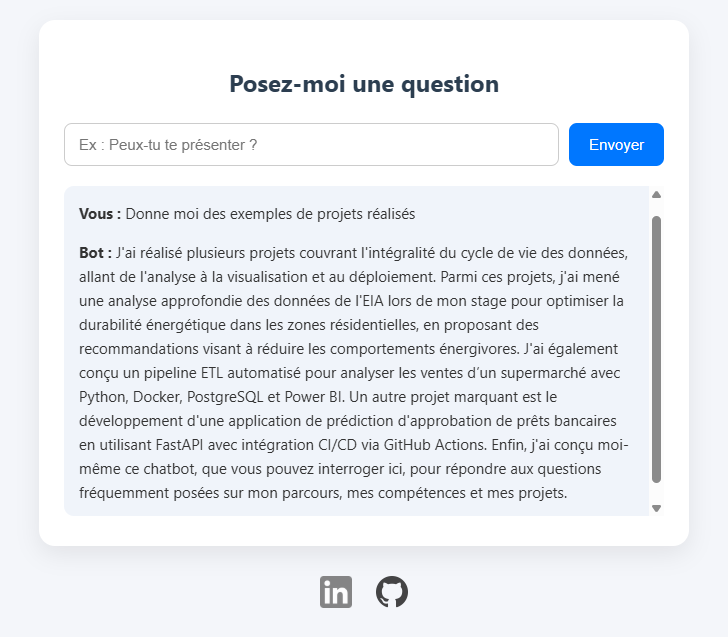 Posez-moi une question
Ex : Peux-tu te présenter ?
Envoyer
Vous : Donne moi des exemples de projets réalisés
Bot : J'ai réalisé plusieurs projets couvrant l'intégralité du cycle de vie des données,
allant de l'analyse à la visualisation et au déploiement. Parmi ces projets, j'ai mené
une analyse approfondie des données de l'EIA lors de mon stage pour optimiser la
durabilité énergétique dans les zones résidentielles, en proposant des
recommandations visant à réduire les comportements énergivores. J'ai également
conçu un pipeline ETL automatisé pour analyser les ventes d’un supermarché avec
Python, Docker, PostgreSQL et Power BI. Un autre projet marquant est le
développement d'une application de prédiction d'approbation de prêts bancaires
en utilisant FastAPI avec intégration CI/CD via GitHub Actions. Enfin, j'ai conçu moi-
même ce chatbot, que vous pouvez interroger ici, pour répondre aux questions
fréquemment posées sur mon parcours, mes compétences et mes projets.
in